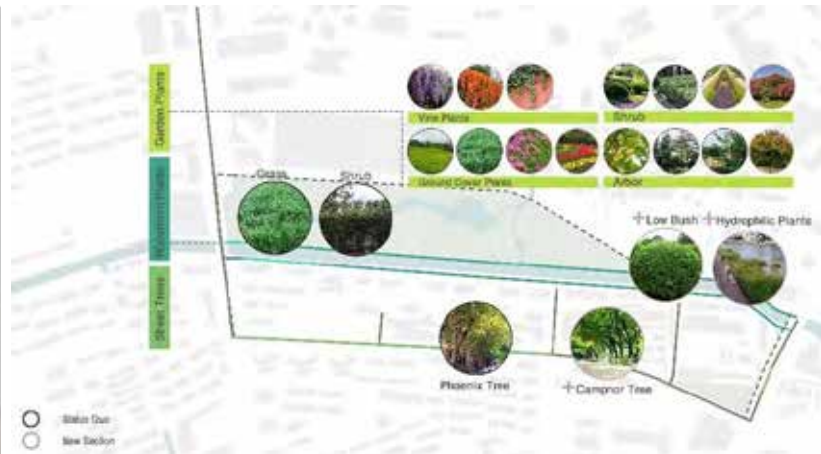 Garden Plants
Street Trees
Vine Plants
Shrub
Ground Cover Plants
Arbor
Grass
Shrub
+Low Bush
+Hydrophilic Plants
Phoenix Tree
+Campnor Tree
Status Quo
New Section